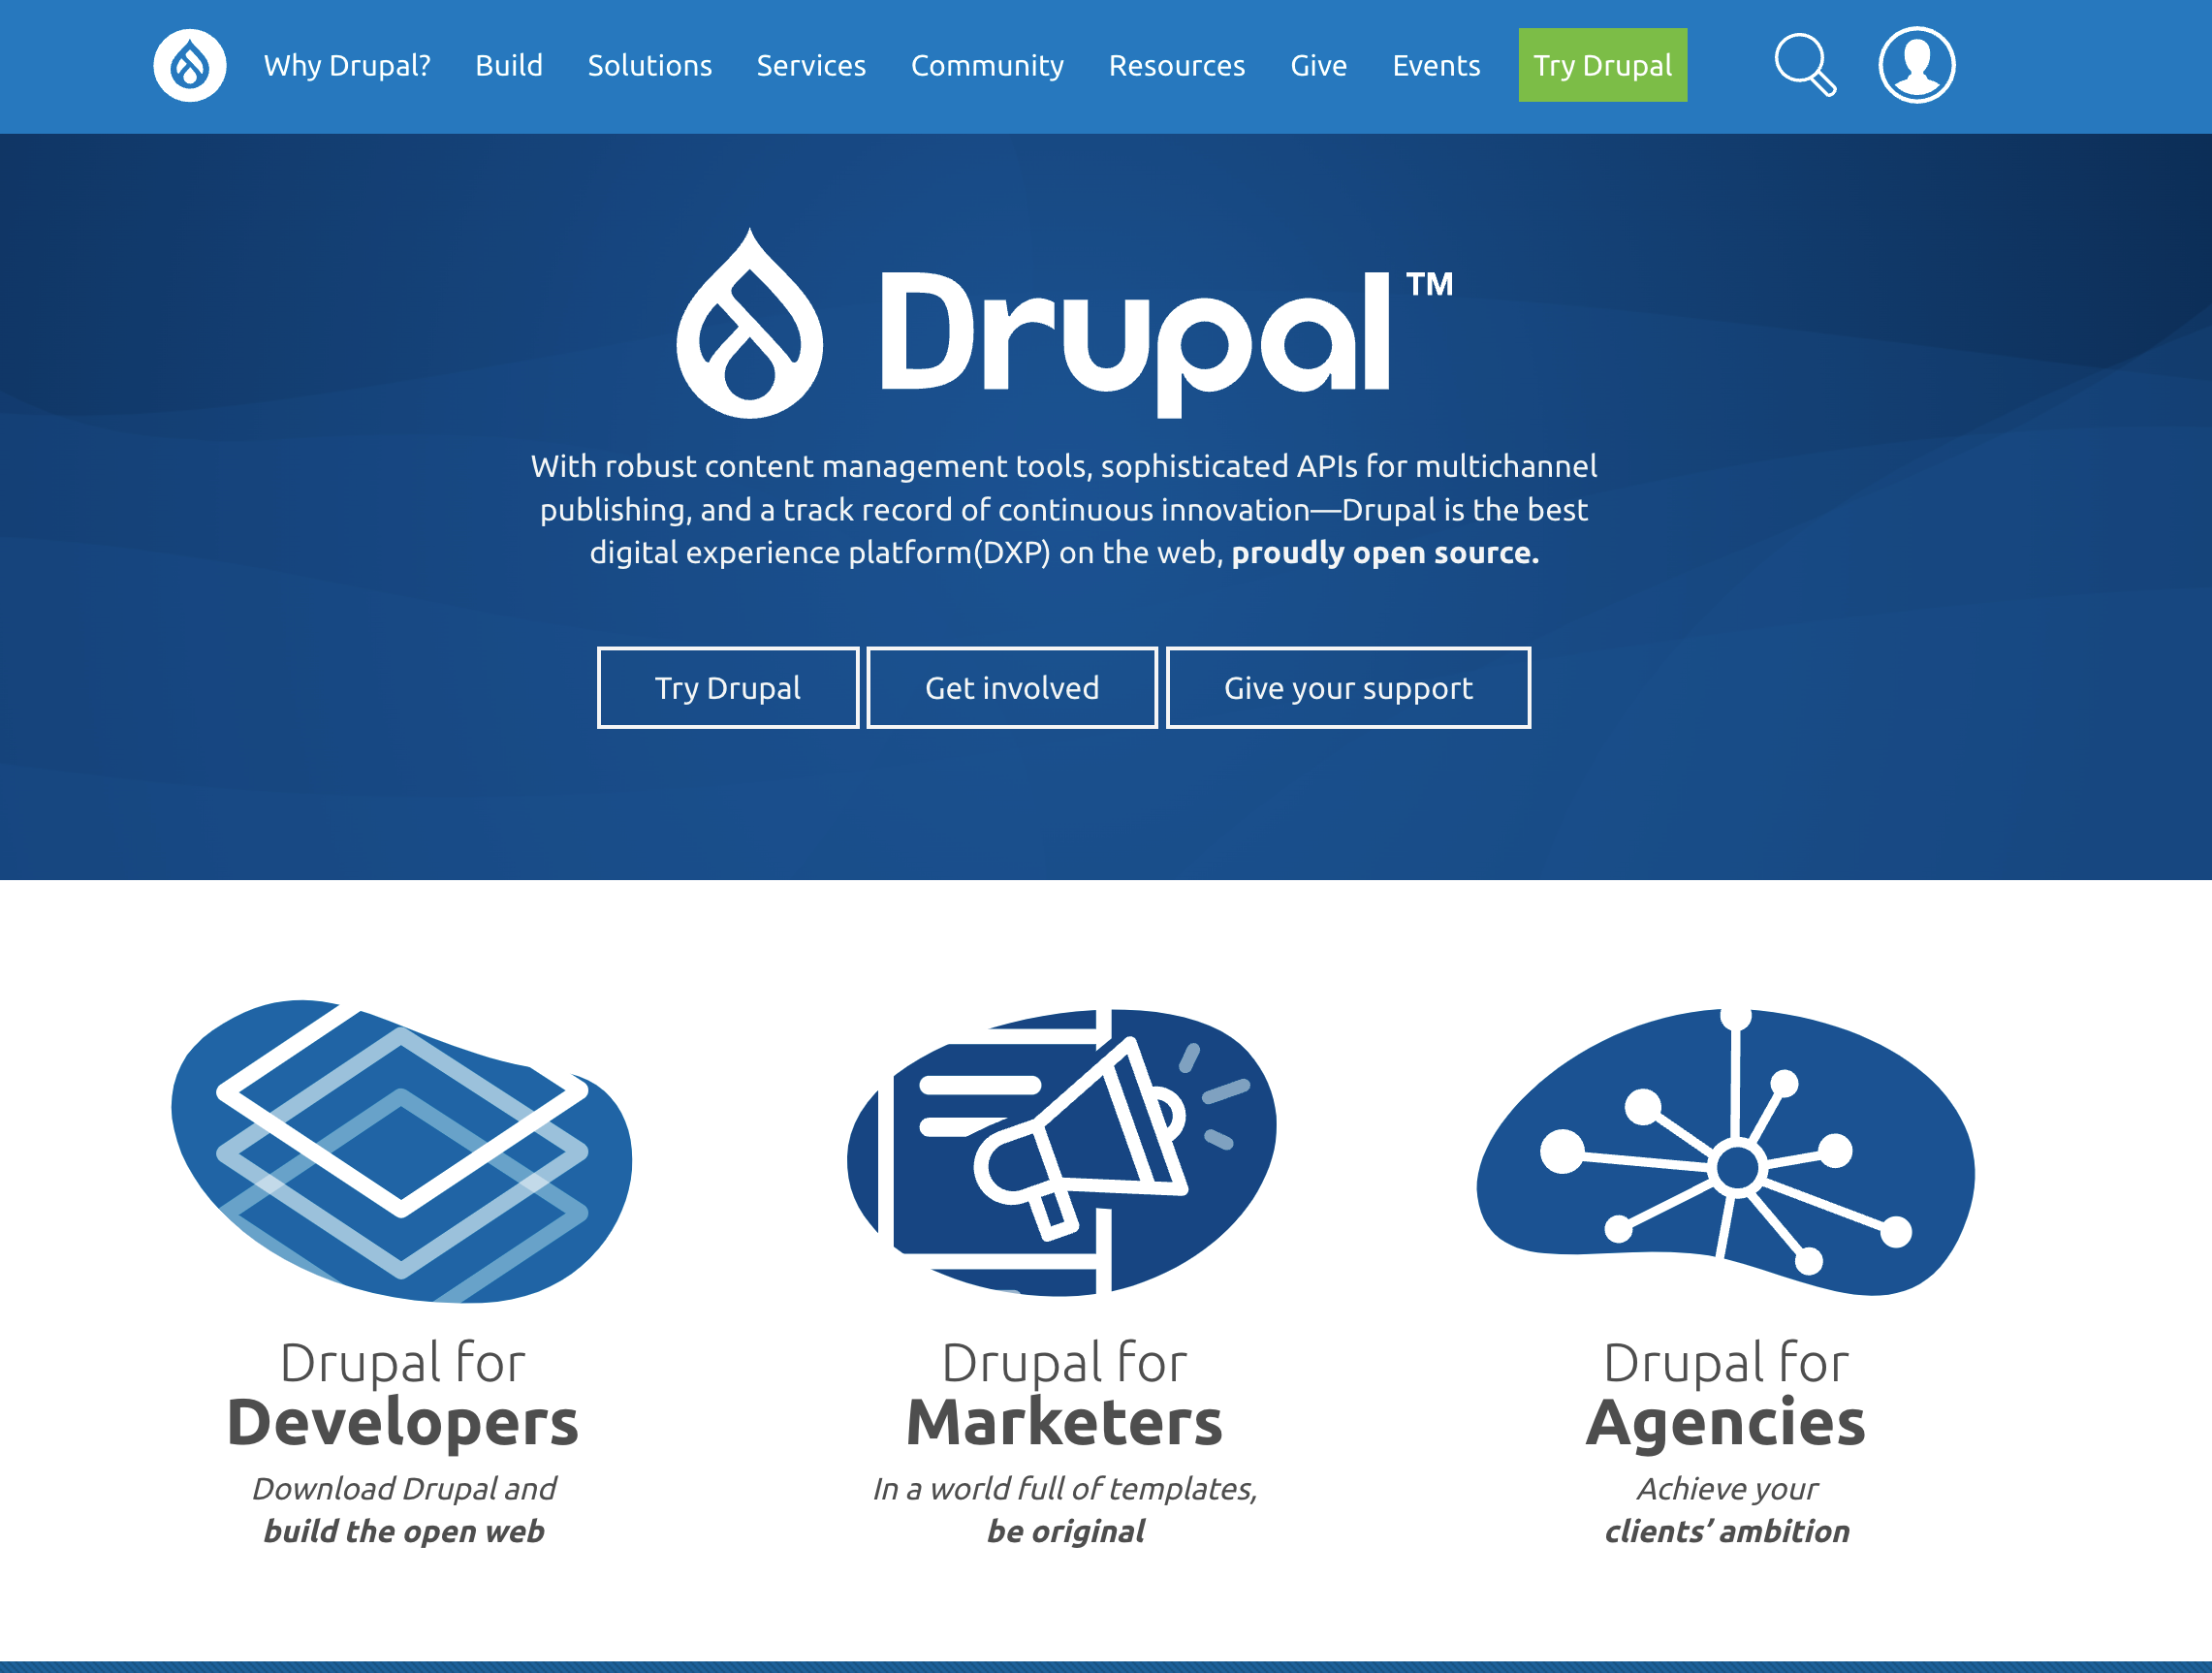 Why Drupal? Build Solutions Services Community Resources Give Events Try Drupal
Drupal™
With robust content management tools, sophisticated APIs for multichannel
publishing, and a track record of continuous innovation—Drupal is the best
digital experience platform(DXP) on the web, proudly open source.
Try Drupal Get involved Give your support
Drupal for
Developers
Download Drupal and
build the open web
Drupal for
Marketers
In a world full of templates,
be original
Drupal for
Agencies
Achieve your
clients’ ambition